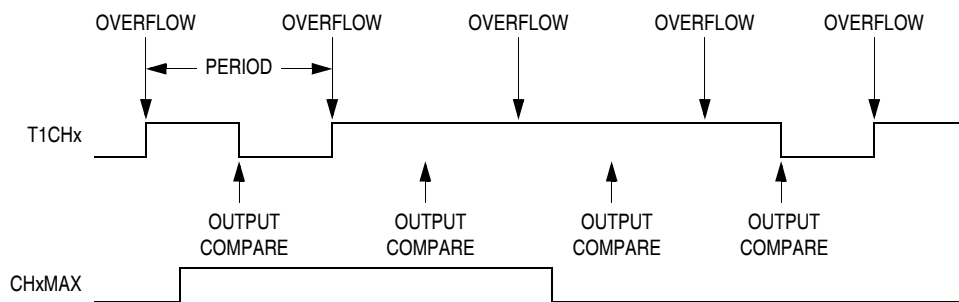 OVERFLOW OVERFLOW OVERFLOW OVERFLOW OVERFLOW
PERIOD
T1CHx
OUTPUT OUTPUT OUTPUT OUTPUT
COMPARE COMPARE COMPARE COMPARE
CHxMAX